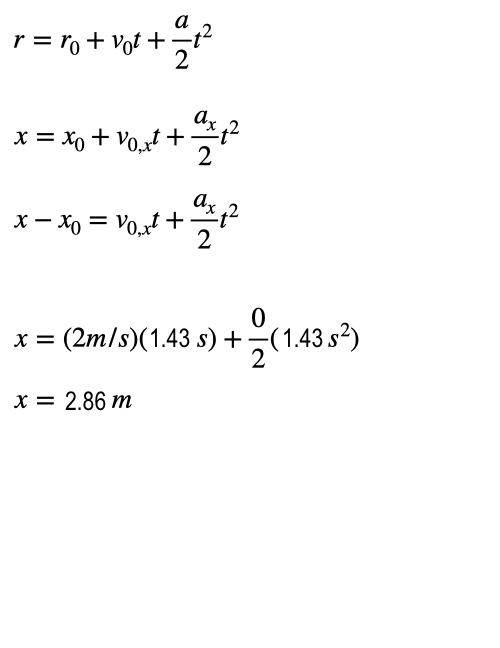 r = r₀ + v₀t + a/2 t²
x = x₀ + v₀,ₓt + aₓ/2 t²
x − x₀ = v₀,ₓt + aₓ/2 t²
x = (2m/s)(1.43 s) + 0/2 (1.43 s²)
x = 2.86 m